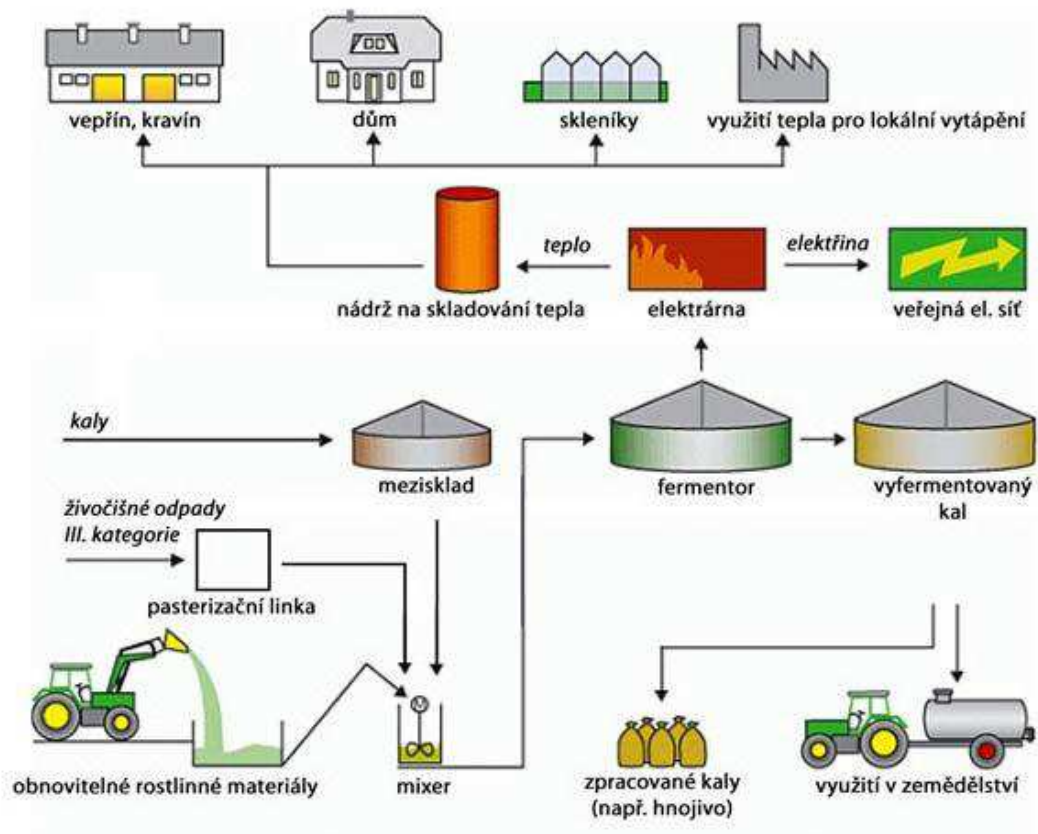 vepřín, kravín
dům
skleníky
využití tepla pro lokální vytápění
teplo
elektřina
nádrž na skladování tepla
elektrárna
veřejná el. síť
kaly
mezisklad
fermentor
vyfermentovaný
kal
živočišné odpady
III. kategorie
pasterizační linka
M
obnovitelné rostlinné materiály
mixer
zpracované kaly
(např. hnojivo)
využití v zemědělství